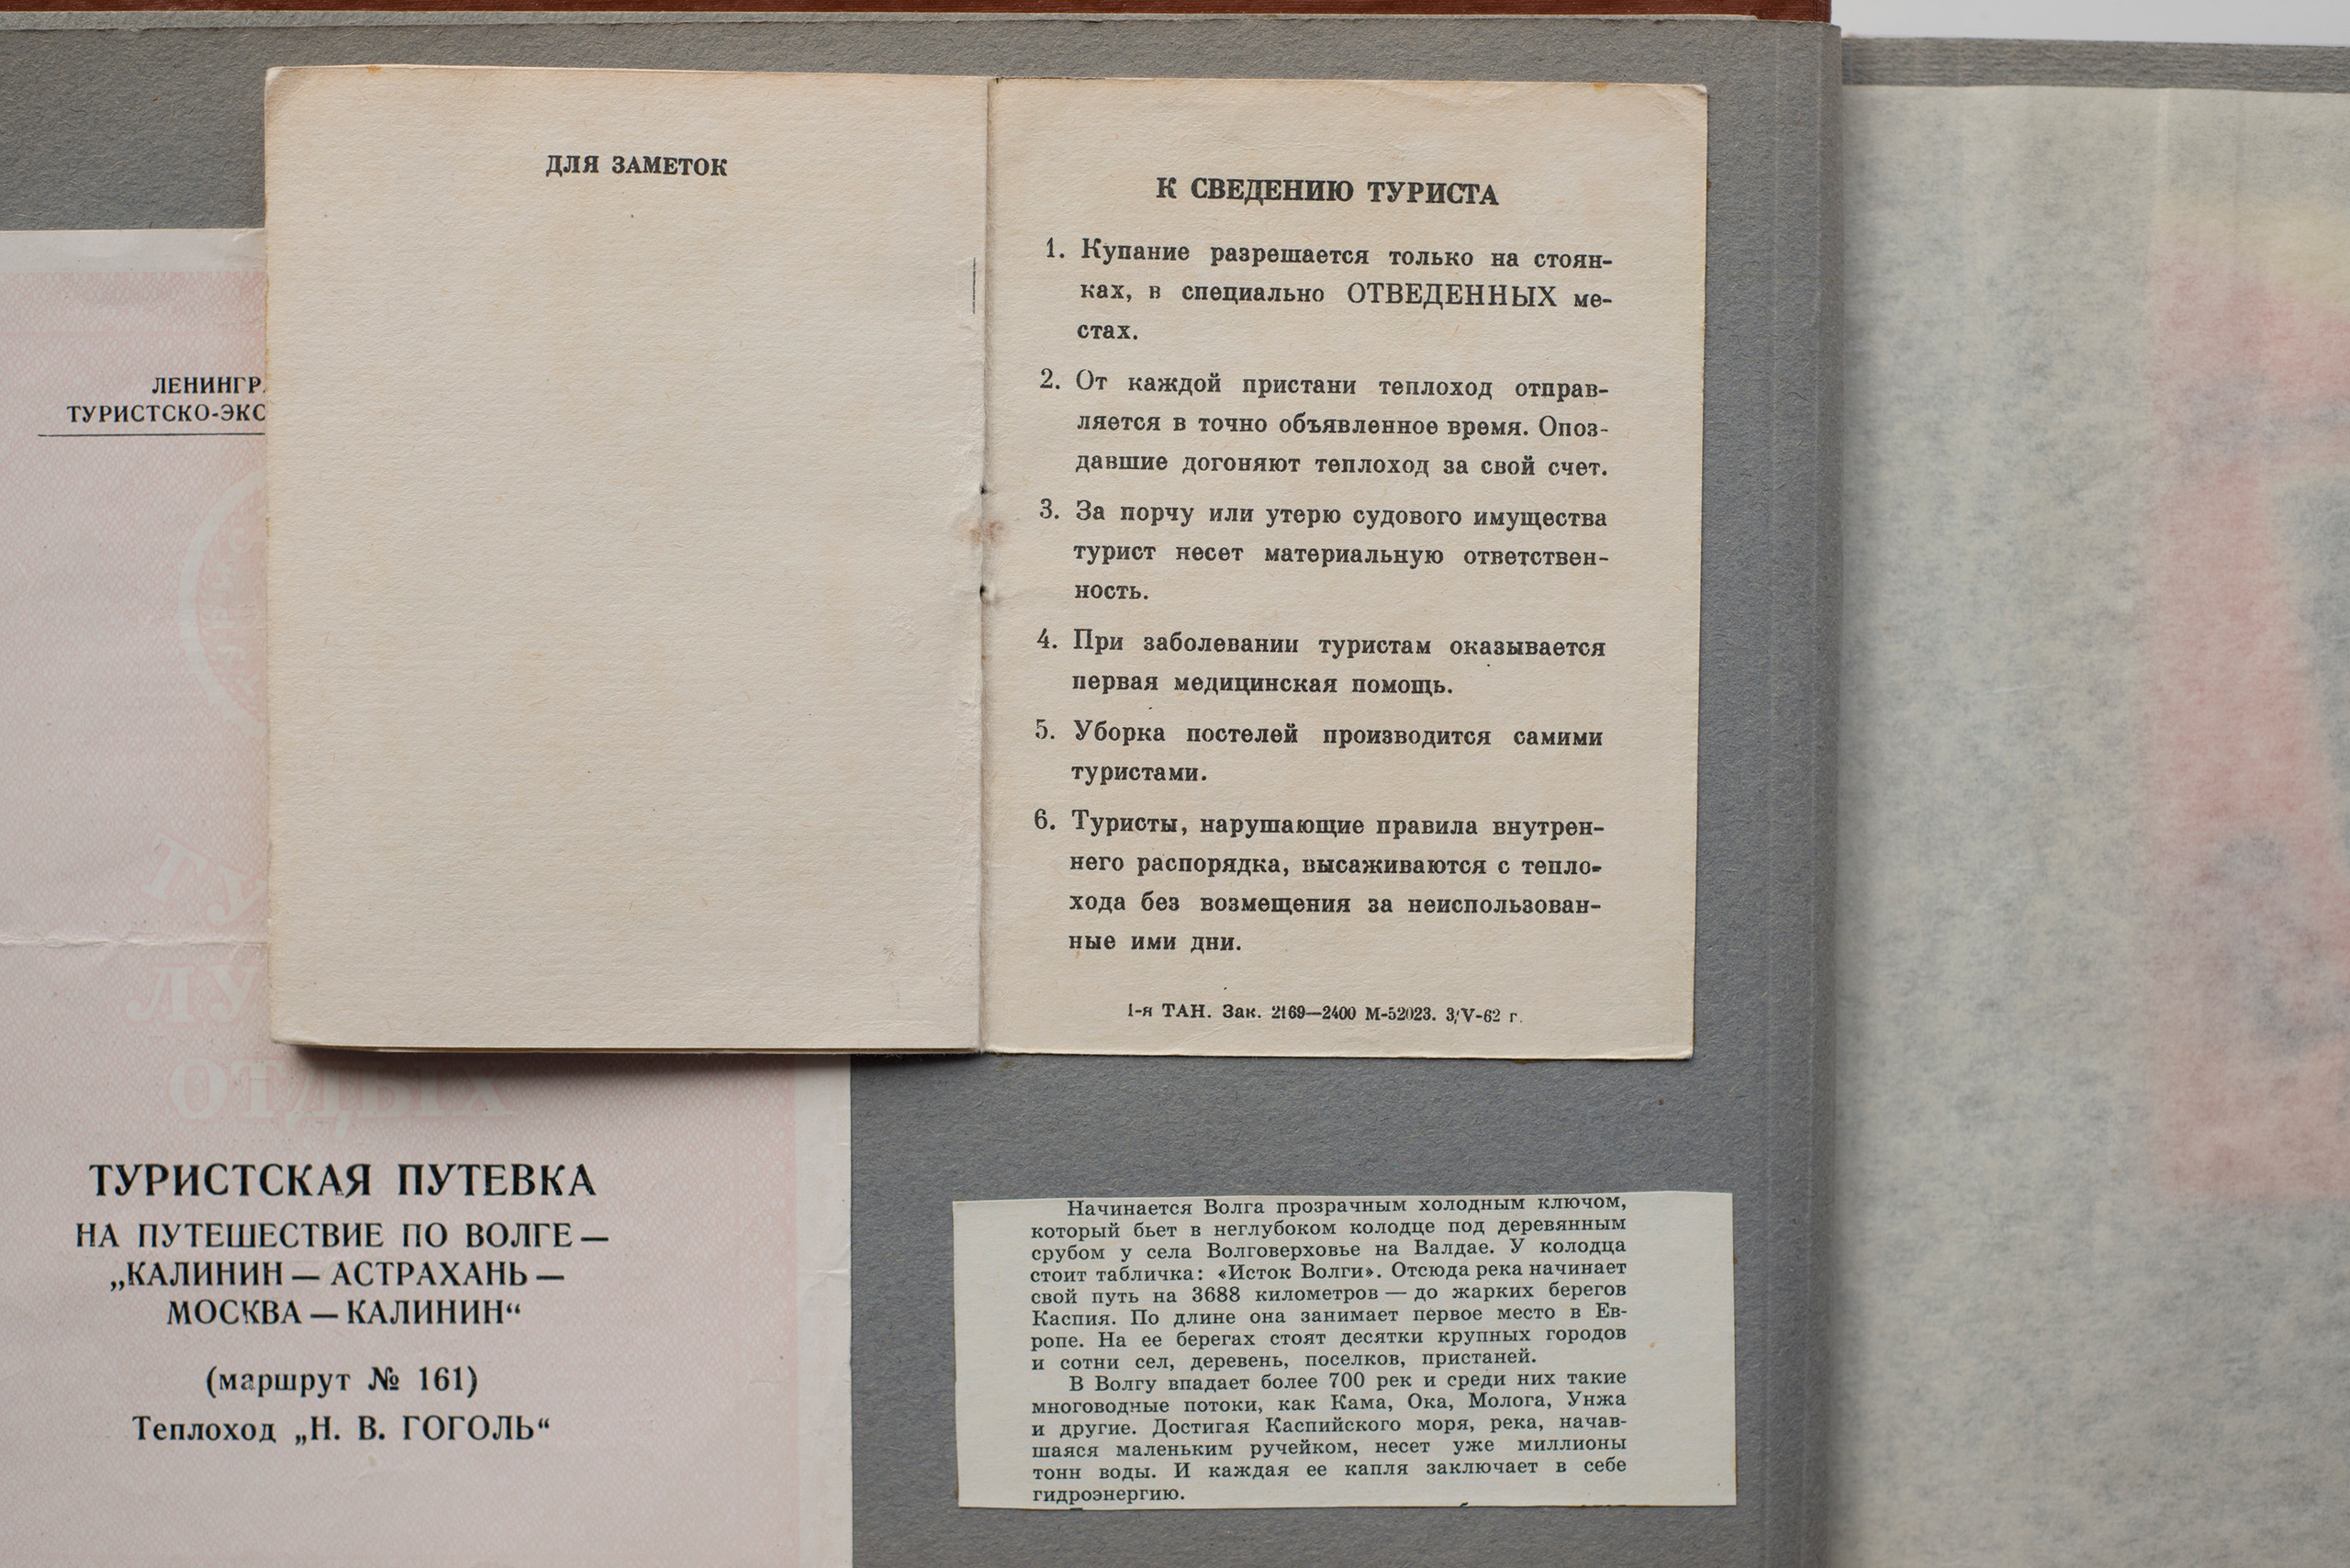 ДЛЯ ЗАМЕТОК
К СВЕДЕНИЮ ТУРИСТА
1. Купание разрешается только на стоян-
ках, в специально ОТВЕДЕННЫХ ме-
стах.
2. От каждой пристани теплоход отправ-
ляется в точно объявленное время. Опоз-
давшие догоняют теплоход за свой счет.
3. За порчу или утерю судового имущества
турист несет материальную ответствен-
ность.
4. При заболевании туристам оказывается
первая медицинская помощь.
5. Уборка постелей производится самими
туристами.
6. Туристы, нарушающие правила внутрен-
него распорядка, высаживаются с тепло-
хода без возмещения за неиспользован-
ные ими дни.
1-я ТАН. Зак. 2169—2400 М-52023. 3/V-62 г.
ЛЕНИНГР
ТУРИСТСКО-ЭКС
ТУ
ЛУ
ОТДЫХ
ТУРИСТСКАЯ ПУТЕВКА
НА ПУТЕШЕСТВИЕ ПО ВОЛГЕ —
„КАЛИНИН — АСТРАХАНЬ —
МОСКВА — КАЛИНИН“
(маршрут № 161)
Теплоход „Н. В. ГОГОЛЬ“
Начинается Волга прозрачным холодным ключом,
который бьет в неглубоком колодце под деревянным
срубом у села Волговерховье на Валдае. У колодца
стоит табличка: «Исток Волги». Отсюда река начинает
свой путь на 3688 километров — до жарких берегов
Каспия. По длине она занимает первое место в Ев-
ропе. На ее берегах стоят десятки крупных городов
и сотни сел, деревень, поселков, пристаней.
В Волгу впадает более 700 рек и среди них такие
многоводные потоки, как Кама, Ока, Молога, Унжа
и другие. Достигая Каспийского моря, река, начав-
шаяся маленьким ручейком, несет уже миллионы
тонн воды. И каждая ее капля заключает в себе
гидроэнергию.